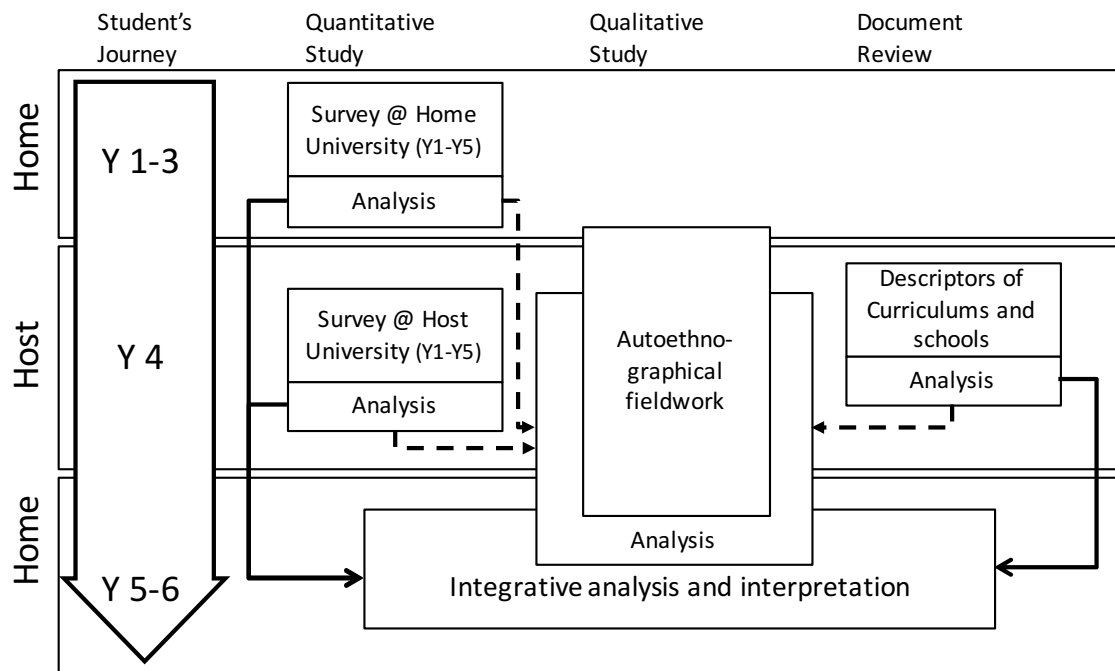 Student’s
Journey
Quantitative
Study
Qualitative
Study
Document
Review
Home
Y 1-3
Survey @ Home
University (Y1-Y5)
Analysis
Host
Y 4
Survey @ Host
University (Y1-Y5)
Analysis
Autoethno-
graphical
fieldwork
Analysis
Descriptors of
Curriculums and
schools
Analysis
Home
Y 5-6
Integrative analysis and interpretation